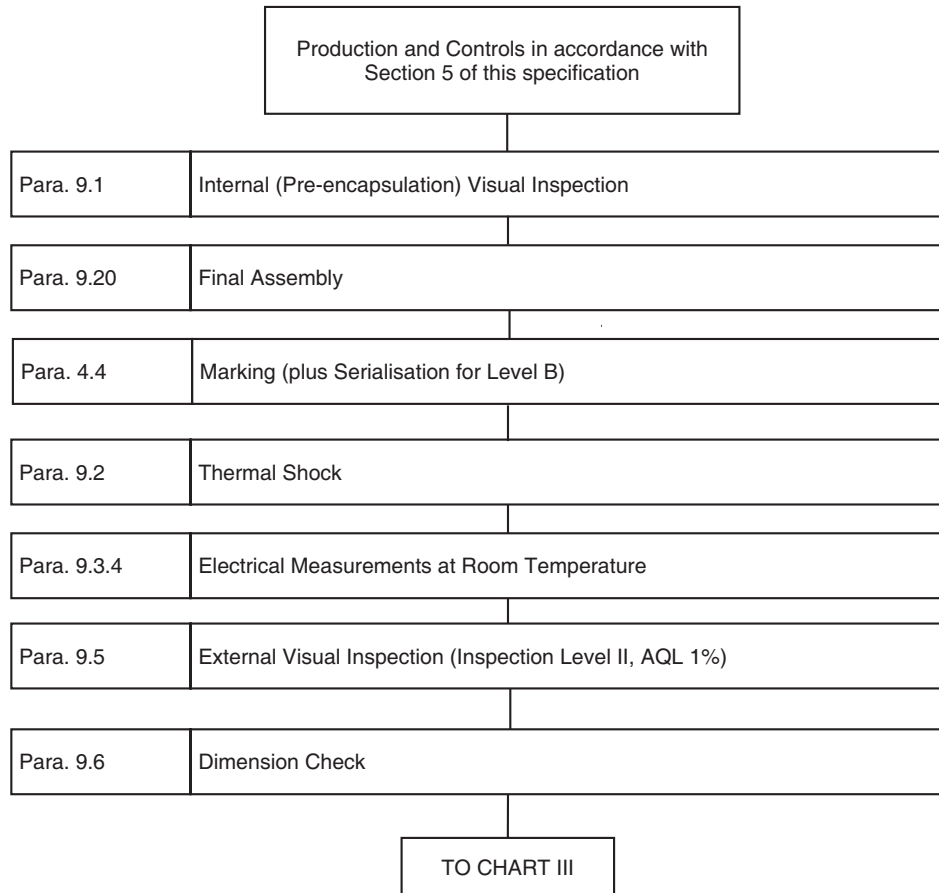 Production and Controls in accordance with
Section 5 of this specification
Para. 9.1 Internal (Pre-encapsulation) Visual Inspection
Para. 9.20 Final Assembly
Para. 4.4 Marking (plus Serialisation for Level B)
Para. 9.2 Thermal Shock
Para. 9.3.4 Electrical Measurements at Room Temperature
Para. 9.5 External Visual Inspection (Inspection Level II, AQL 1%)
Para. 9.6 Dimension Check
TO CHART III